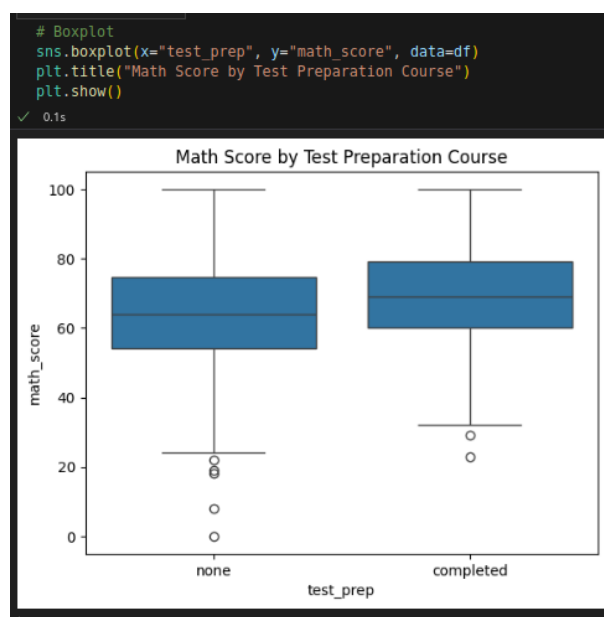 # Boxplot
sns.boxplot(x="test_prep", y="math_score", data=df)
plt.title("Math Score by Test Preparation Course")
plt.show()
✓ 0.1s
Math Score by Test Preparation Course
100
80
60
40
20
0
math_score
none completed
test_prep